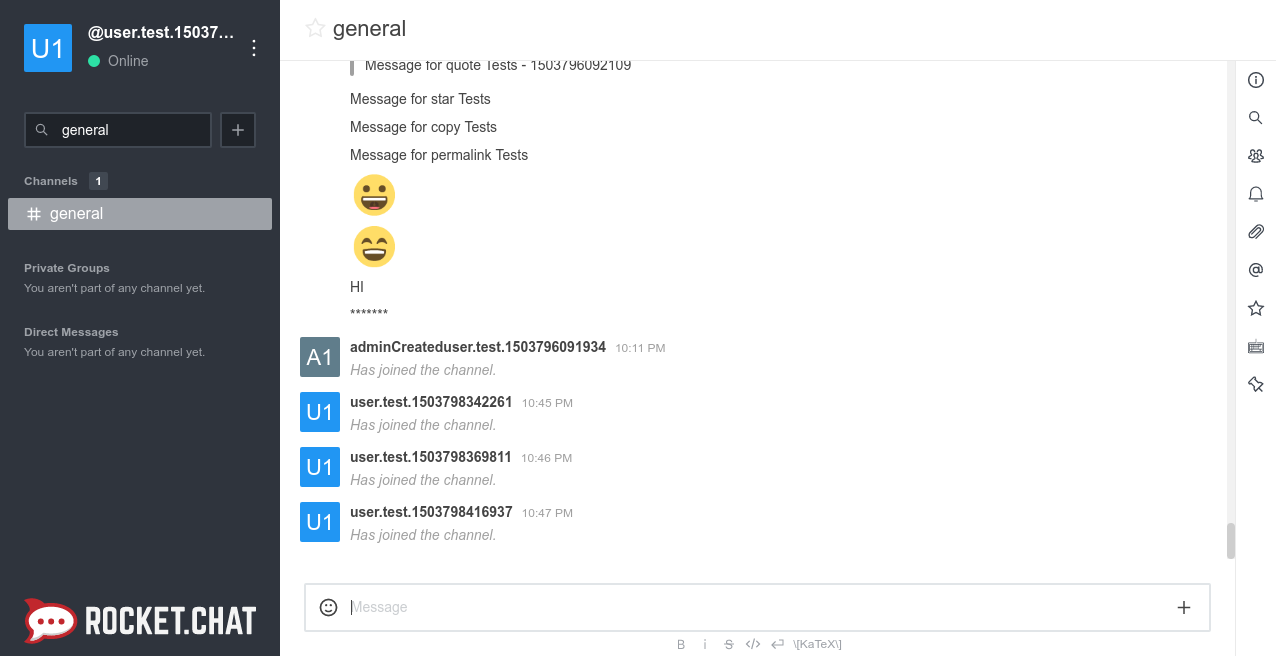 U1
@user.test.15037...
Online
general
Channels 1
general
Private Groups
You aren't part of any channel yet.
Direct Messages
You aren't part of any channel yet.
ROCKET.CHAT
general
Message for quote Tests - 1503796092109
Message for star Tests
Message for copy Tests
Message for permalink Tests
HI
*******
A1
adminCreateduser.test.1503796091934 10:11 PM
Has joined the channel.
U1
user.test.1503798342261 10:45 PM
Has joined the channel.
U1
user.test.1503798369811 10:46 PM
Has joined the channel.
U1
user.test.1503798416937 10:47 PM
Has joined the channel.
Message
B i S </> \[KaTeX\]